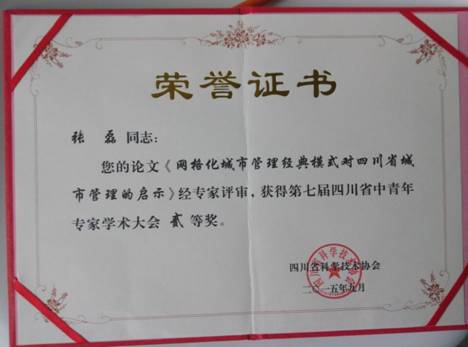 荣誉证书
张磊 同志：
您的论文《网格化城市管理经典模式对四川省城
市管理的启示》经专家评审，获得第七届四川省中青年
专家学术大会 贰 等奖。
四川省科学技术协会
二〇一五年九月